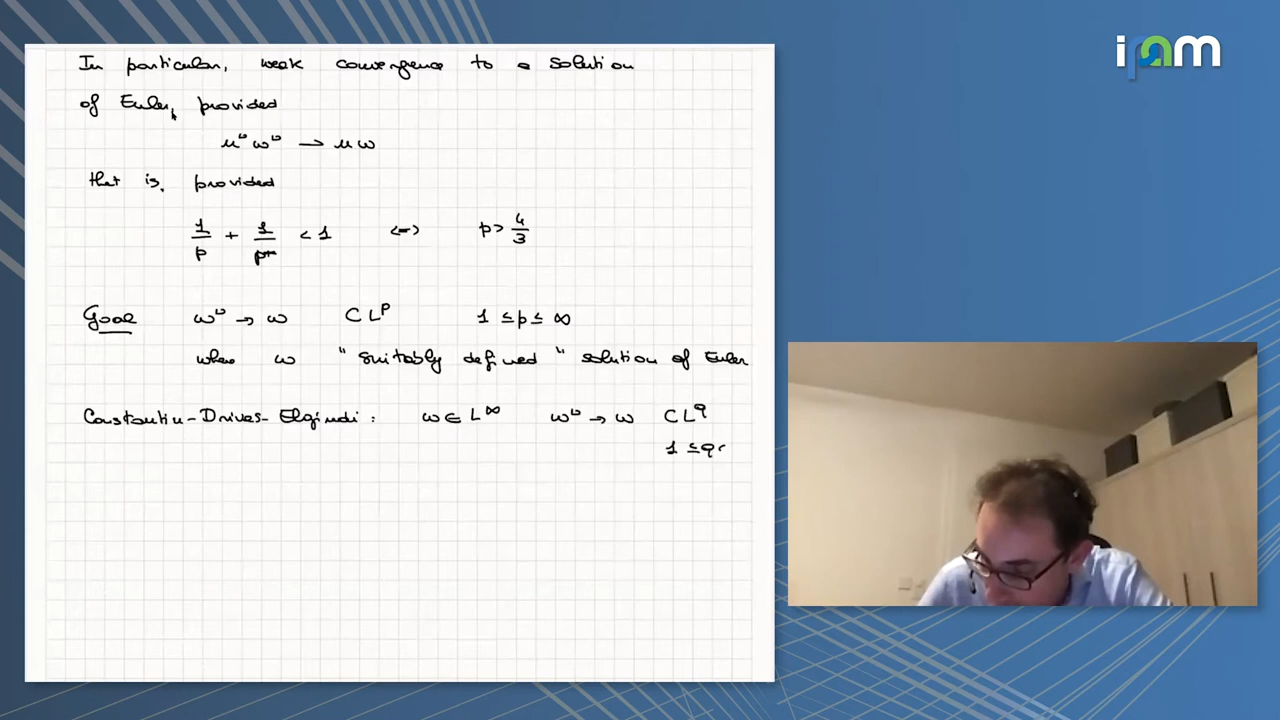 ipam
In particular, weak convergence to a solution
of Euler, provided
u^ν ω^ν → u ω
that is, provided
1/p + 1/p* < 1 <=> p > 4/3
Goal ω^ν → ω C L^p 1 ≤ p ≤ ∞
where ω "suitably defined" solution of Euler
Constantin-Drivas-Elgindi: ω ∈ L^∞ ω^ν → ω C L^q
1 ≤ q <